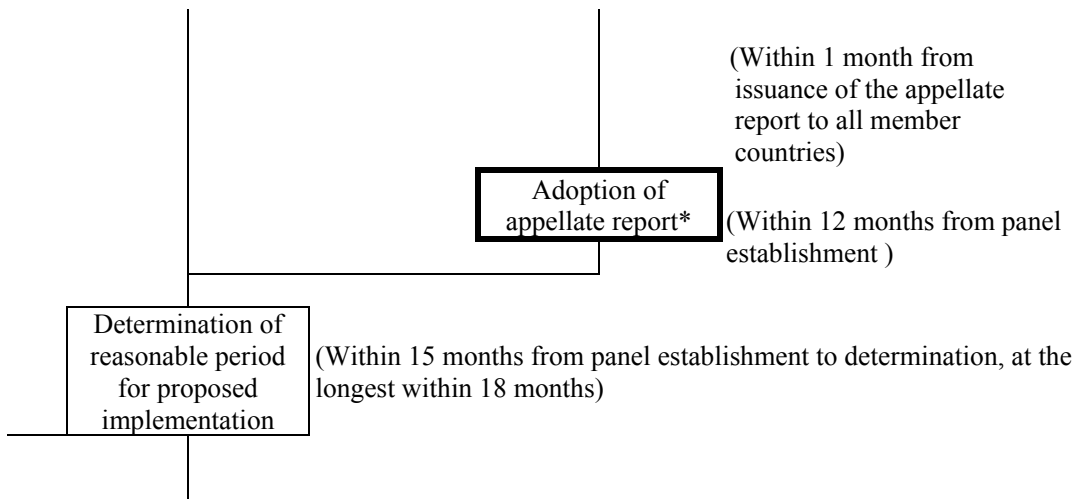 (Within 1 month from
issuance of the appellate
report to all member
countries)
Adoption of
appellate report*
(Within 12 months from panel
establishment )
Determination of
reasonable period
for proposed
implementation
(Within 15 months from panel establishment to determination, at the
longest within 18 months)